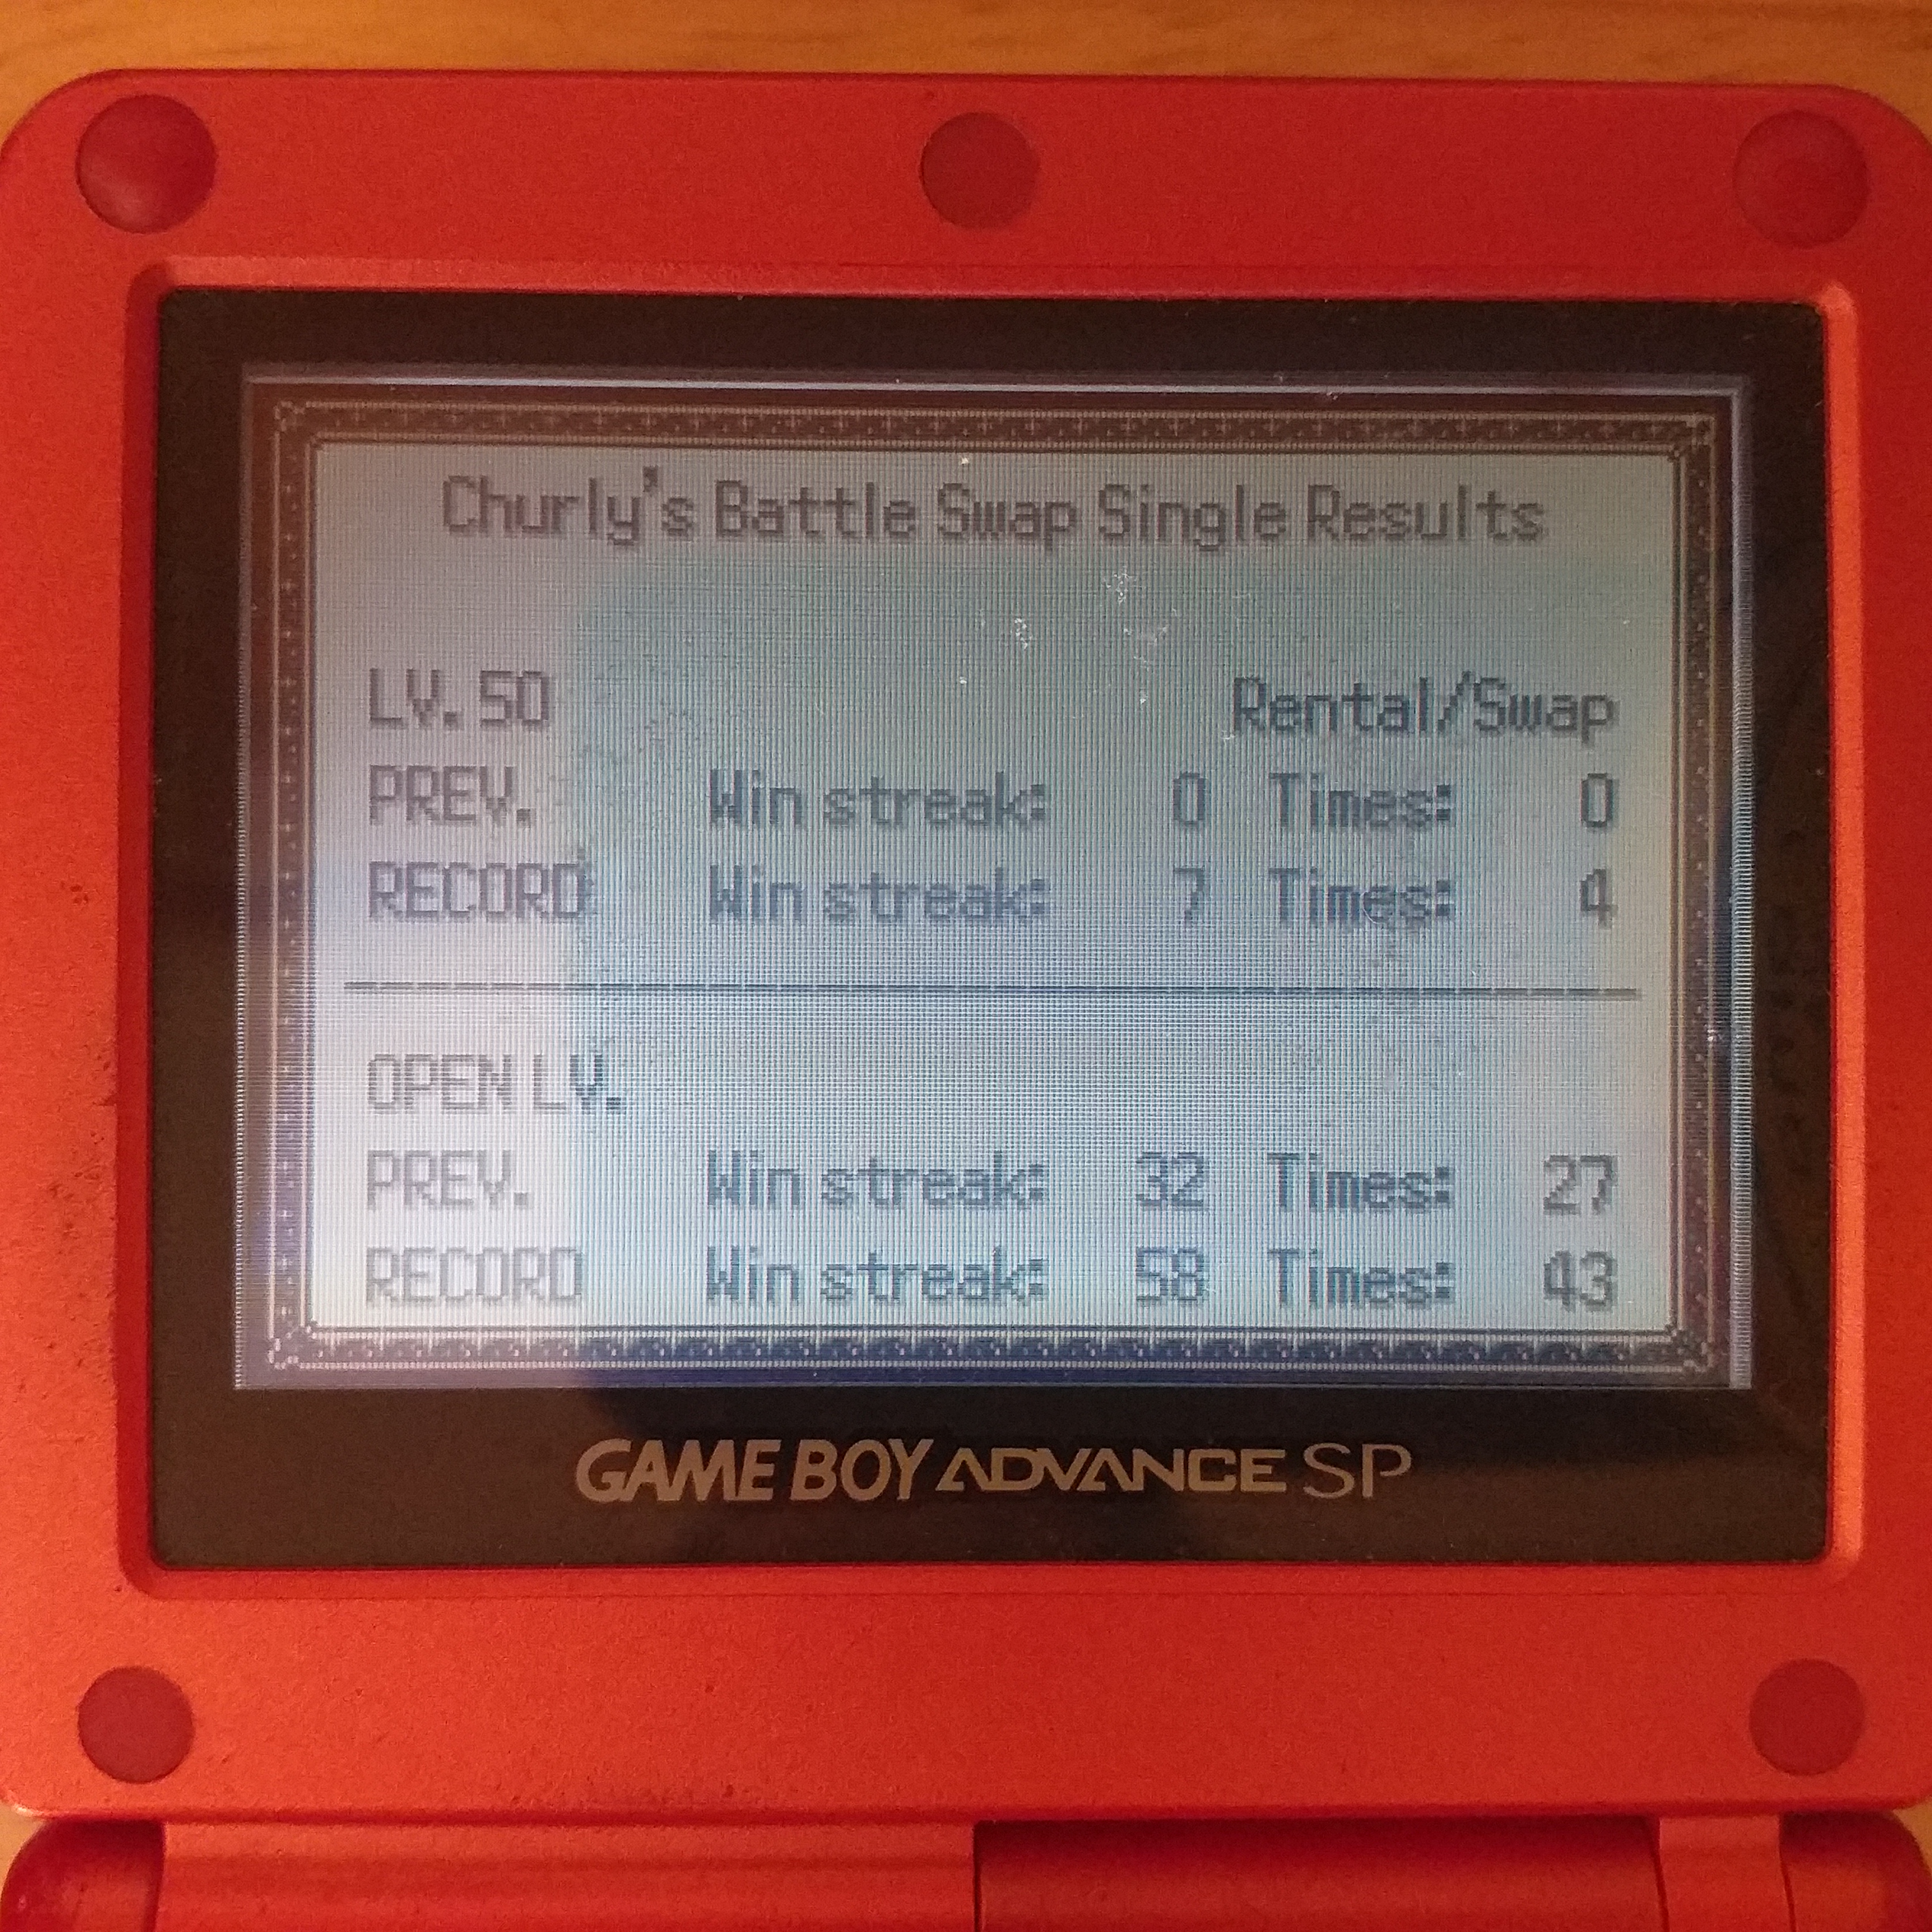 Churly's Battle Swap Single Results
LV. 50 Rental/Swap
PREV. Win streak: 0 Times: 0
RECORD Win streak: 7 Times: 4
OPEN LV.
PREV. Win streak: 32 Times: 27
RECORD Win streak: 58 Times: 43
GAME BOY ADVANCE SP